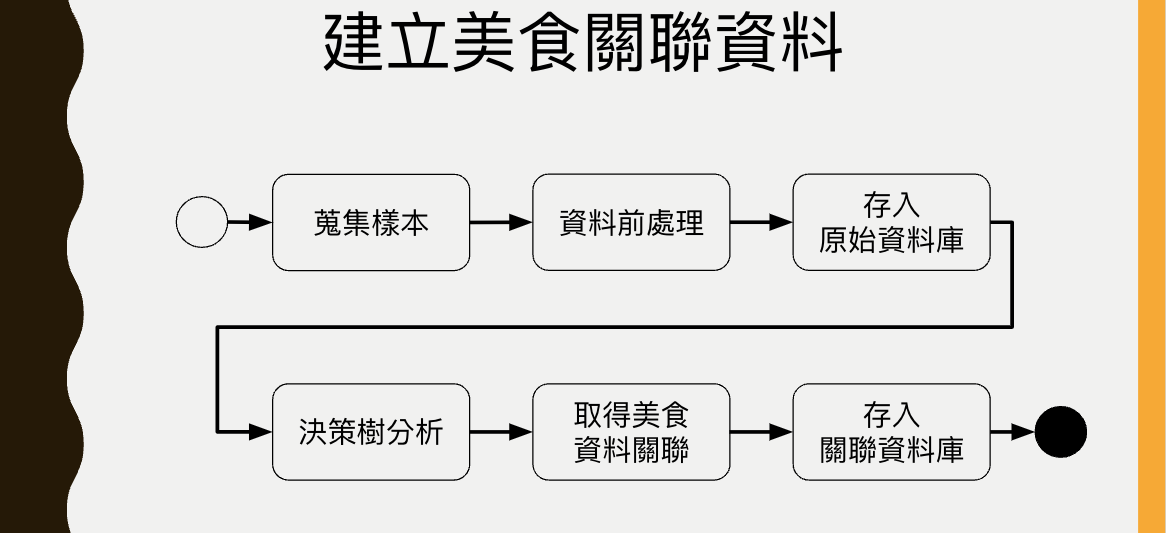 建立美食關聯資料
蒐集樣本
資料前處理
存入
原始資料庫
決策樹分析
取得美食
資料關聯
存入
關聯資料庫